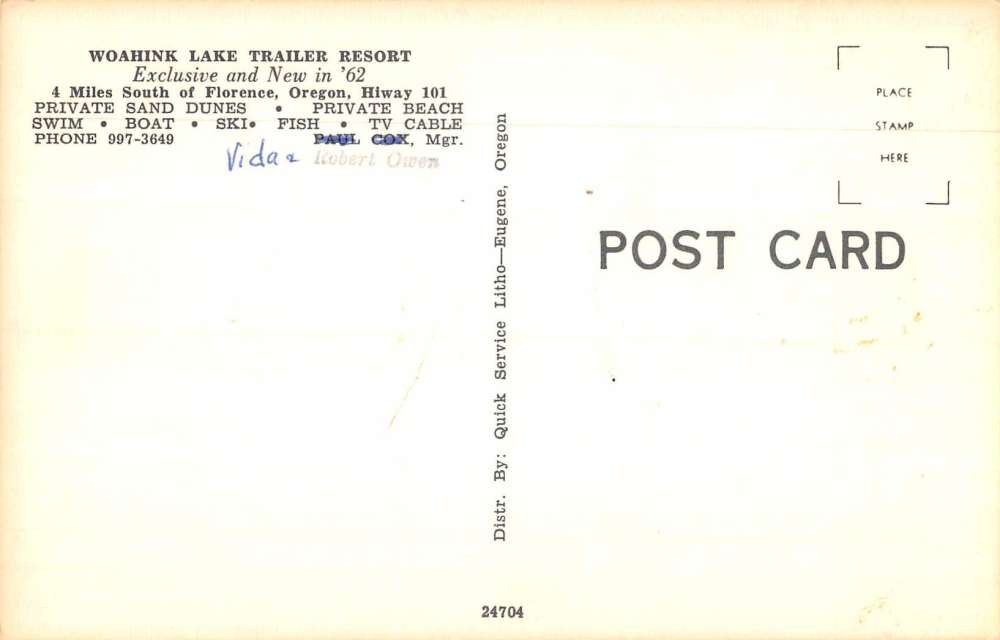 WOAHINK LAKE TRAILER RESORT
Exclusive and New in '62
4 Miles South of Florence, Oregon, Hiway 101
PRIVATE SAND DUNES • PRIVATE BEACH
SWIM • BOAT • SKI • FISH • TV CABLE
PHONE 997-3649 PAUL COX, Mgr.
Vida & Robert Owen
Distr. By: Quick Service Litho—Eugene, Oregon
PLACE
STAMP
HERE
POST CARD
24704